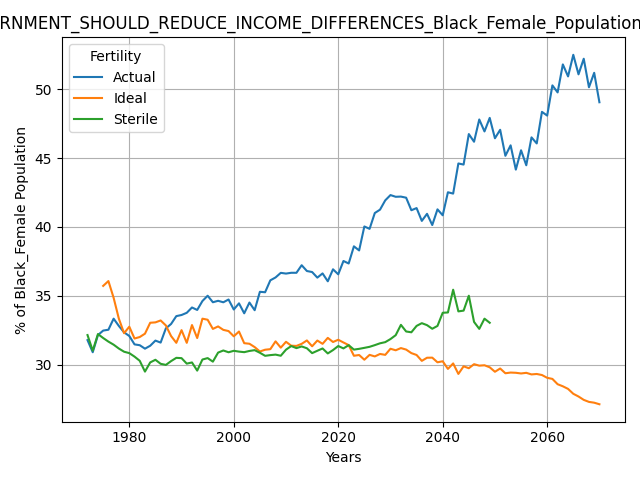 RNMENT_SHOULD_REDUCE_INCOME_DIFFERENCES_Black_Female_Population
Fertility
Actual
Ideal
Sterile
% of Black_Female Population
50
45
40
35
30
1980
2000
2020
2040
2060
Years